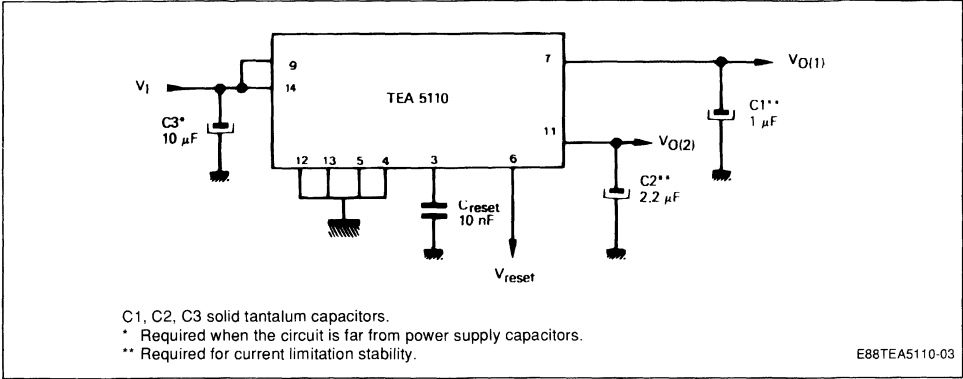 9
7
V_O(1)
V_I
14
TEA 5110
C1**
1 μF
C3*
10 μF
11
V_O(2)
12 13 5 4 3 6
C2**
2.2 μF
Creset
10 nF
Vreset
C1, C2, C3 solid tantalum capacitors.
* Required when the circuit is far from power supply capacitors.
** Required for current limitation stability.
E88TEA5110-03